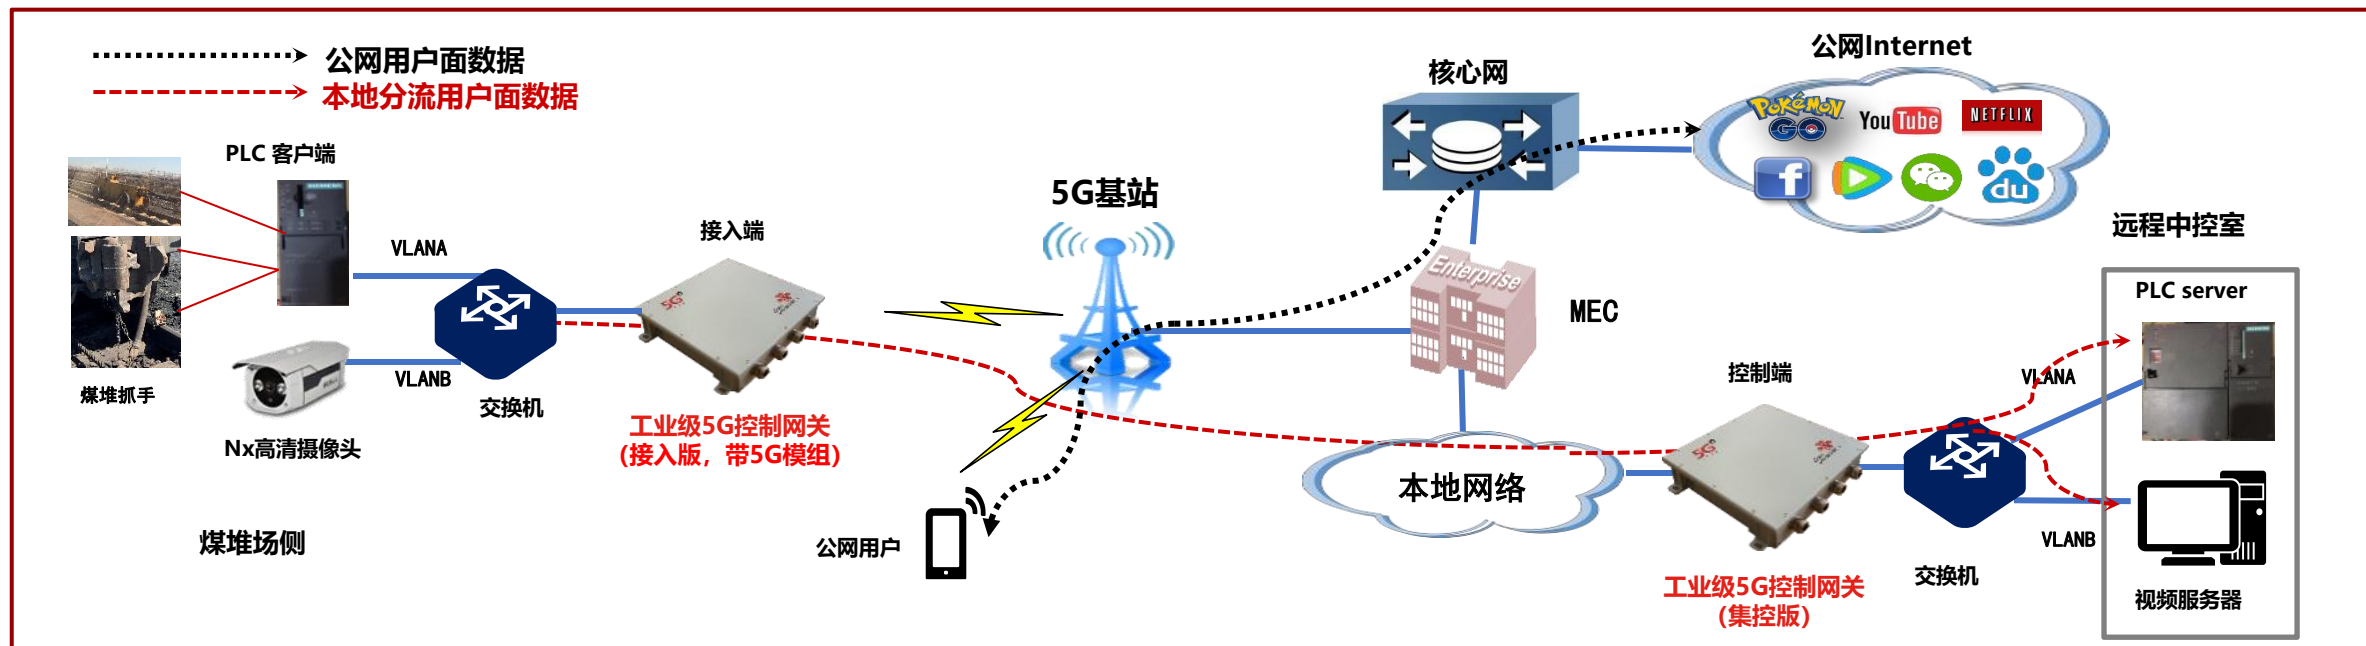 公网用户面数据
本地分流用户面数据
核心网
公网Internet
POKÉMON
GO
You Tube
NETFLIX
f
du
PLC 客户端
5G基站
接入端
远程中控室
VLANA
Enterprise
MEC
PLC server
5G
VLANB
控制端
VLANA
煤堆抓手
交换机
工业级5G控制网关
(接入版，带5G模组)
Nx高清摄像头
5G
本地网络
煤堆场侧
公网用户
VLANB
交换机
工业级5G控制网关
(集控版)
视频服务器